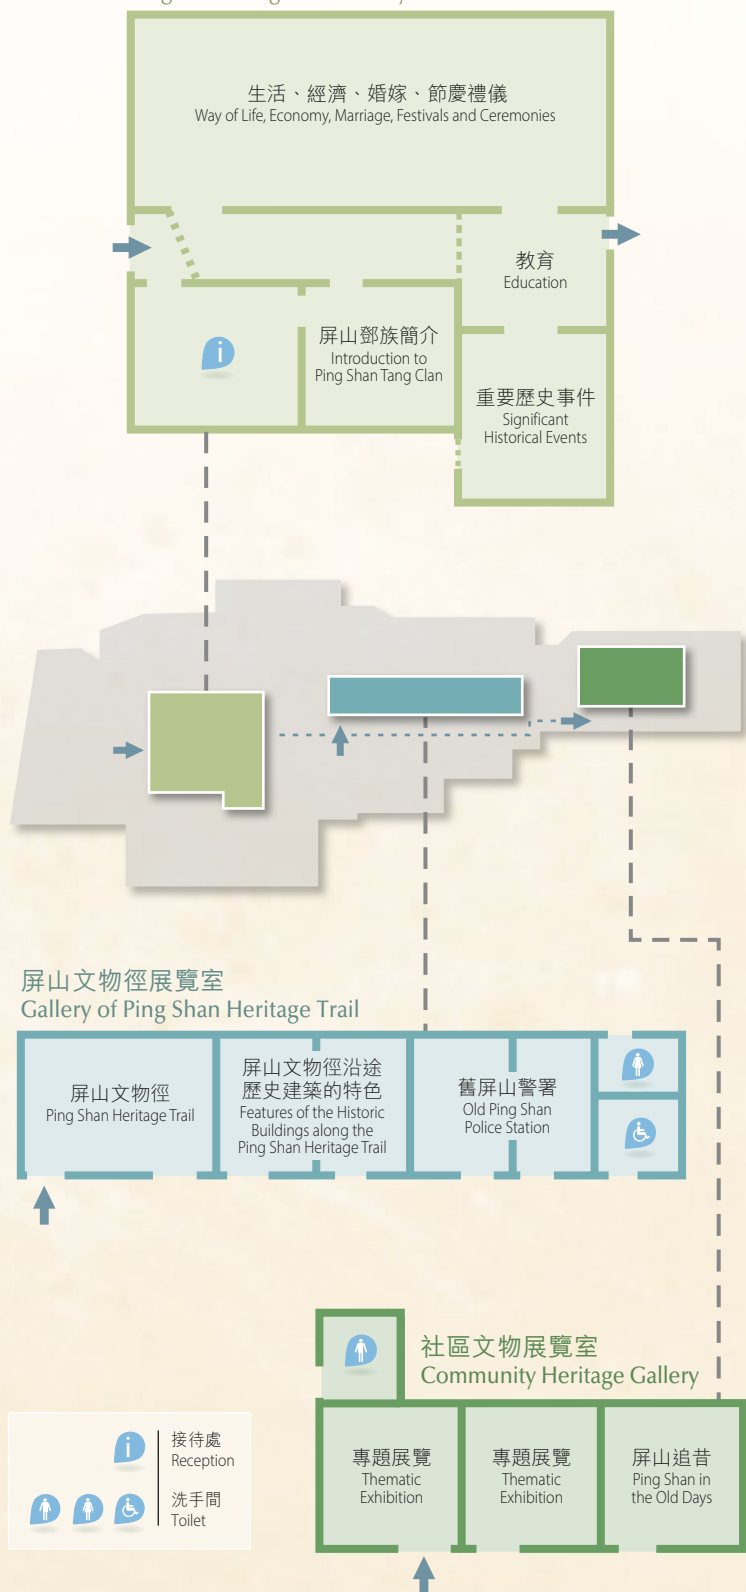 生活、經濟、婚嫁、節慶禮儀
Way of Life, Economy, Marriage, Festivals and Ceremonies
教育
Education
屏山鄧族簡介
Introduction to
Ping Shan Tang Clan
重要歷史事件
Significant
Historical Events
屏山文物徑展覽室
Gallery of Ping Shan Heritage Trail
屏山文物徑
Ping Shan Heritage Trail
屏山文物徑沿途
歷史建築的特色
Features of the Historic
Buildings along the
Ping Shan Heritage Trail
舊屏山警署
Old Ping Shan
Police Station
社區文物展覽室
Community Heritage Gallery
專題展覽
Thematic
Exhibition
專題展覽
Thematic
Exhibition
屏山追昔
Ping Shan in
the Old Days
接待處
Reception
洗手間
Toilet